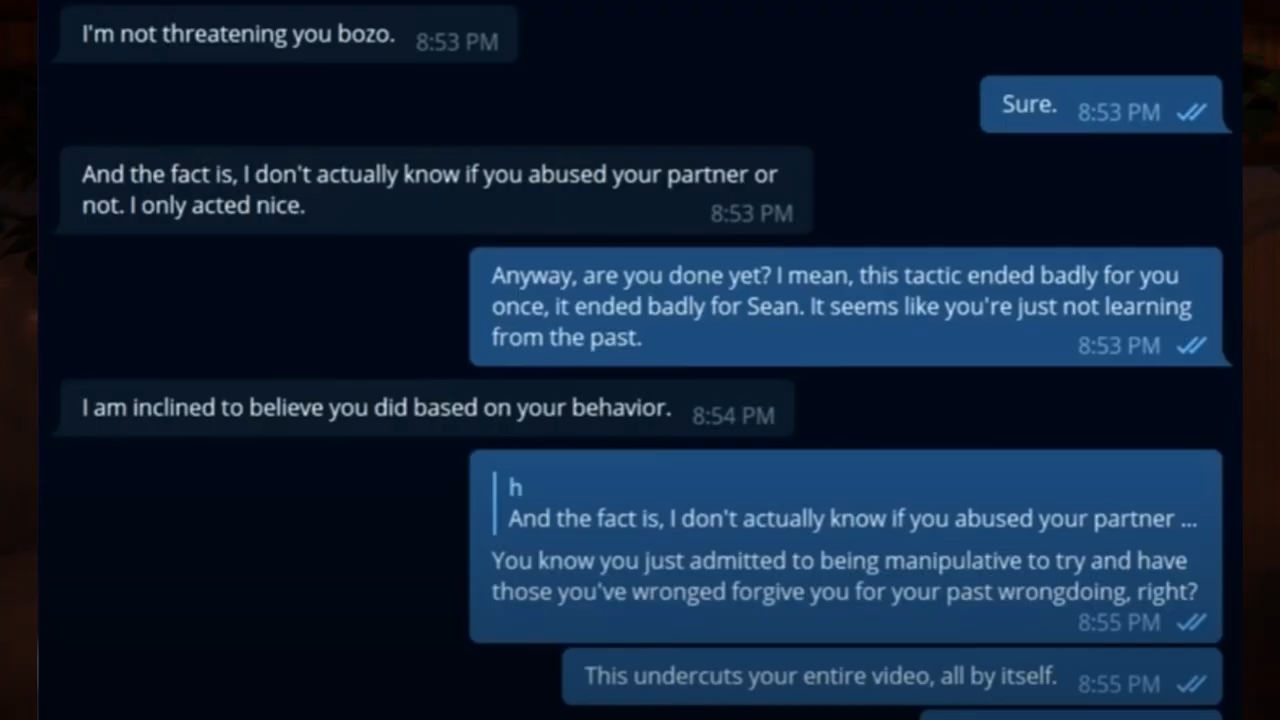 I'm not threatening you bozo. 8:53 PM
Sure. 8:53 PM
And the fact is, I don't actually know if you abused your partner or
not. I only acted nice. 8:53 PM
Anyway, are you done yet? I mean, this tactic ended badly for you
once, it ended badly for Sean. It seems like you're just not learning
from the past. 8:53 PM
I am inclined to believe you did based on your behavior. 8:54 PM
h
And the fact is, I don't actually know if you abused your partner ...
You know you just admitted to being manipulative to try and have
those you've wronged forgive you for your past wrongdoing, right?
8:55 PM
This undercuts your entire video, all by itself. 8:55 PM